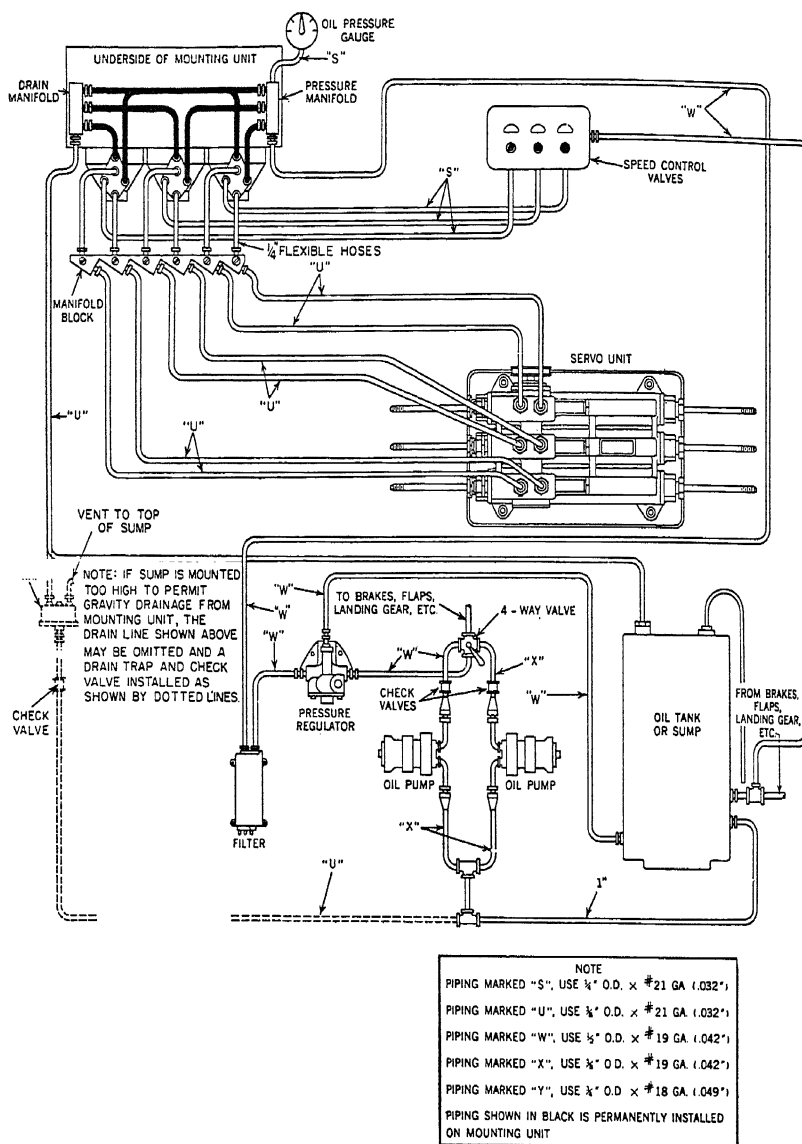 OIL PRESSURE
GAUGE
"S"
UNDERSIDE OF MOUNTING UNIT
DRAIN
MANIFOLD
PRESSURE
MANIFOLD
"W"
SPEED CONTROL
VALVES
"S"
¼" FLEXIBLE HOSES
"U"
MANIFOLD
BLOCK
"U"
SERVO UNIT
"U"
"U"
"U"
VENT TO TOP
OF SUMP
NOTE: IF SUMP IS MOUNTED
TOO HIGH TO PERMIT
GRAVITY DRAINAGE FROM
MOUNTING UNIT, THE
DRAIN LINE SHOWN ABOVE
MAY BE OMITTED AND A
DRAIN TRAP AND CHECK
VALVE INSTALLED AS
SHOWN BY DOTTED LINES.
CHECK
VALVE
"W"
"W"
"W"
TO BRAKES, FLAPS,
LANDING GEAR, ETC.
4-WAY VALVE
"W"
"X"
"W"
CHECK
VALVES
PRESSURE
REGULATOR
OIL TANK
OR SUMP
FROM BRAKES,
FLAPS,
LANDING GEAR,
ETC.
OIL PUMP
OIL PUMP
"X"
FILTER
"U"
1"
NOTE
PIPING MARKED "S", USE ¼" O.D. × #21 GA. (.032")
PIPING MARKED "U", USE ⅜" O.D. × #21 GA. (.032")
PIPING MARKED "W", USE ½" O.D. × #19 GA. (.042")
PIPING MARKED "X", USE O.D. × #19 GA. (.042")
PIPING MARKED "Y", USE O.D × #18 GA. (.049")
PIPING SHOWN IN BLACK IS PERMANENTLY INSTALLED
ON MOUNTING UNIT